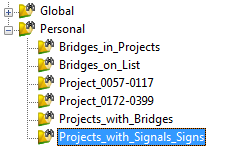 Global
Personal
Bridges_in_Projects
Bridges_on_List
Project_0057-0117
Project_0172-0399
Projects_with_Bridges
Projects_with_Signals_Signs